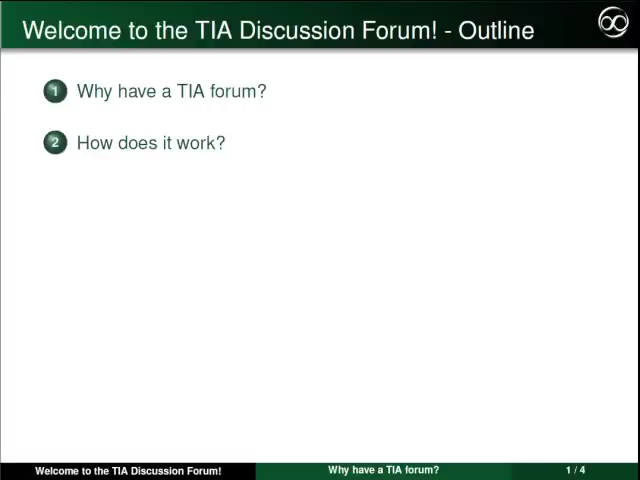 Welcome to the TIA Discussion Forum! - Outline
1 Why have a TIA forum?
2 How does it work?
Welcome to the TIA Discussion Forum! Why have a TIA forum? 1 / 4